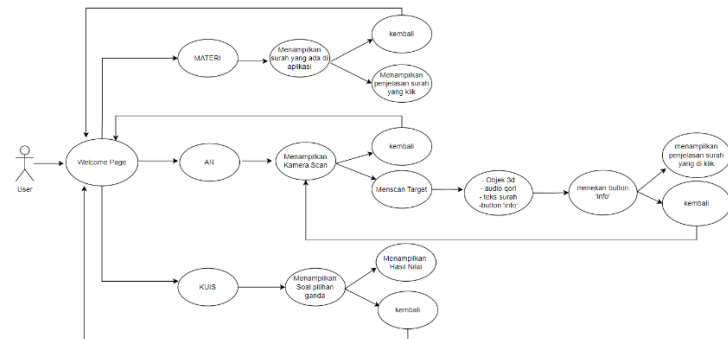 kembali
MATERI
Menampilkan
surah yang ada di
aplikasi
Menampilkan
penjelasan surah
yang klik
User
Welcome Page
AR
Menampilkan
Kamera Scan
kembali
Menscan Target
- Objek 3d
- audio qori
- teks surah
-button 'info'
menekan button
'info'
menampilkan
penjelasan surah
yang di klik
kembali
KUIS
Menampilkan
Soal pilihan
ganda
Menampilkan
Hasil Nilai
kembali